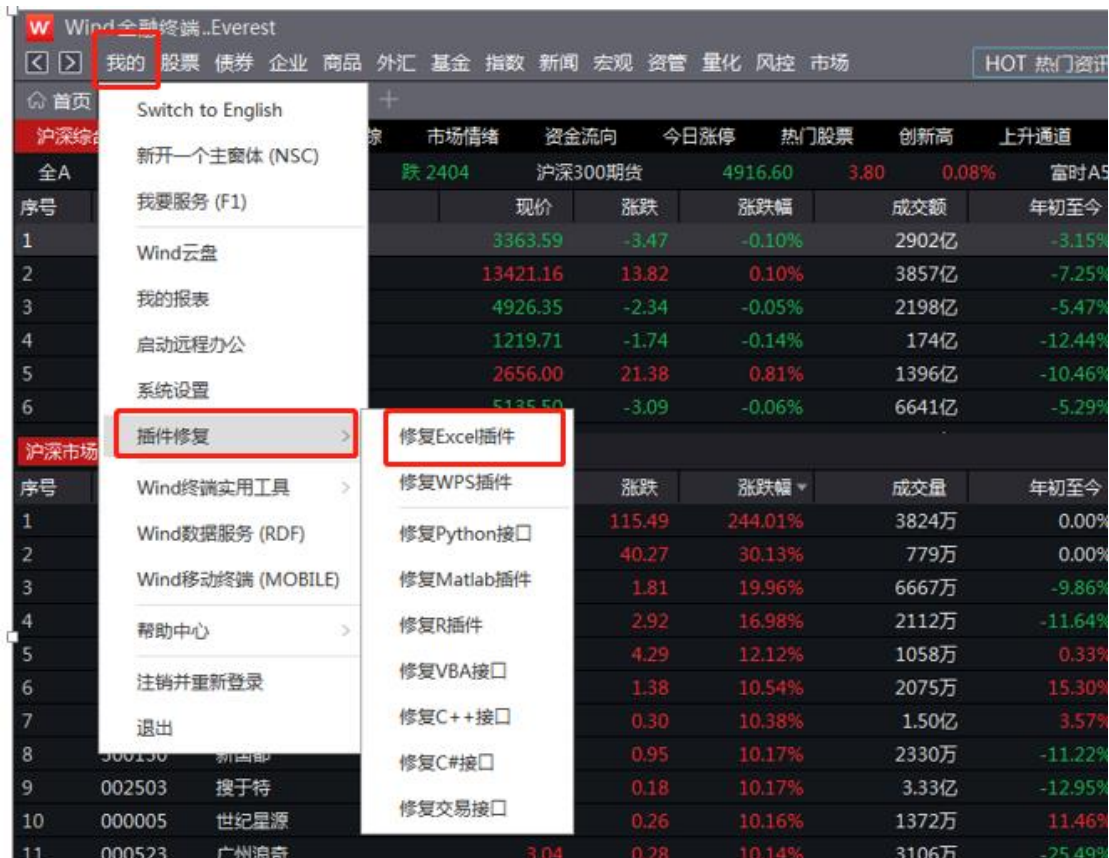 W Wind金融终端..Everest
我的 股票 债券 企业 商品 外汇 基金 指数 新闻 宏观 资管 量化 风控 市场 HOT 热门资讯
首页 +
沪深综 市场情绪 资金流向 今日涨停 热门股票 创新高 上升通道
全A 跌 2404 沪深300期货 4916.60 3.80 0.08% 富时A5
序号 现价 涨跌 涨跌幅 成交额 年初至今
1 3363.59 -3.47 -0.10% 2902亿 -3.15%
2 13421.16 13.82 0.10% 3857亿 -7.25%
3 4926.35 -2.34 -0.05% 2198亿 -5.47%
4 1219.71 -1.74 -0.14% 174亿 -12.44%
5 2656.00 21.38 0.81% 1396亿 -10.46%
6 5135.50 -3.09 -0.06% 6641亿 -5.29%
沪深市场
序号 涨跌 涨跌幅 成交量 年初至今
1 115.49 244.01% 3824万 0.00%
2 40.27 30.13% 779万 0.00%
3 1.81 19.96% 6667万 -9.86%
4 2.92 16.98% 2112万 -11.64%
5 4.29 12.12% 1058万 0.33%
6 1.38 10.54% 2075万 15.30%
7 0.30 10.38% 1.50亿 3.57%
8 300130 新国都 0.95 10.17% 2330万 -11.22%
9 002503 搜于特 0.18 10.17% 3.33亿 -12.95%
10 000005 世纪星源 0.26 10.16% 1372万 11.46%
11 000523 广州浪奇 3.04 0.28 10.14% 3106万 -25.49%
Switch to English
新开一个主窗体 (NSC)
我要服务 (F1)
Wind云盘
我的报表
启动远程办公
系统设置
插件修复
Wind终端实用工具
Wind数据服务 (RDF)
Wind移动终端 (MOBILE)
帮助中心
注销并重新登录
退出
修复Excel插件
修复WPS插件
修复Python接口
修复Matlab插件
修复R插件
修复VBA接口
修复C++接口
修复C#接口
修复交易接口